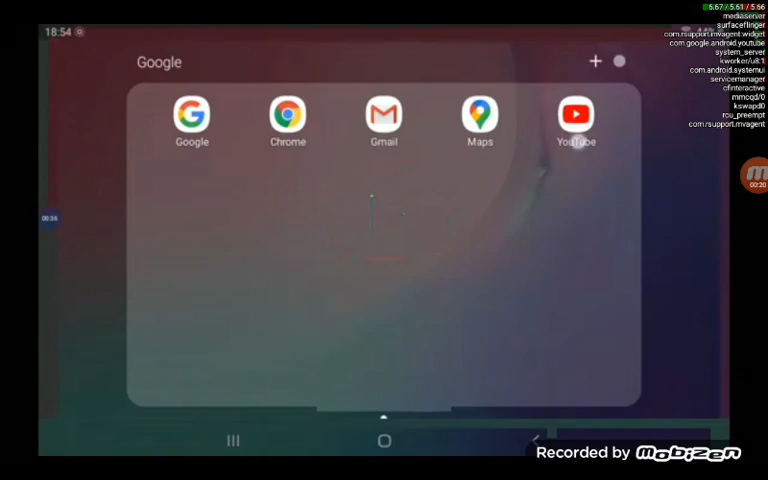 6.67 / 5.61 / 5.66
mediaserver
surfaceflinger
com.rsupport.mvagent:widget
com.google.android.youtube
system_server
kworker/u8:1
com.android.systemui
servicemanager
cfinteractive
mmcqd/0
kswapd0
rcu_preempt
com.rsupport.mvagent
18:54
Google
Google
Chrome
Gmail
Maps
YouTube
00:20
00:36
Recorded by mobizen